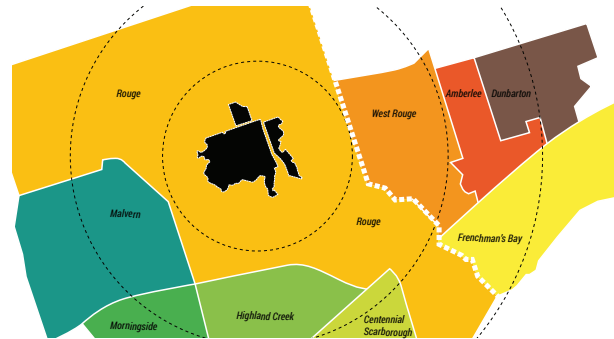 Rouge
Amberlee
Dunbarton
West Rouge
Malvern
Rouge
Frenchman's Bay
Morningside
Highland Creek
Centennial
Scarborough